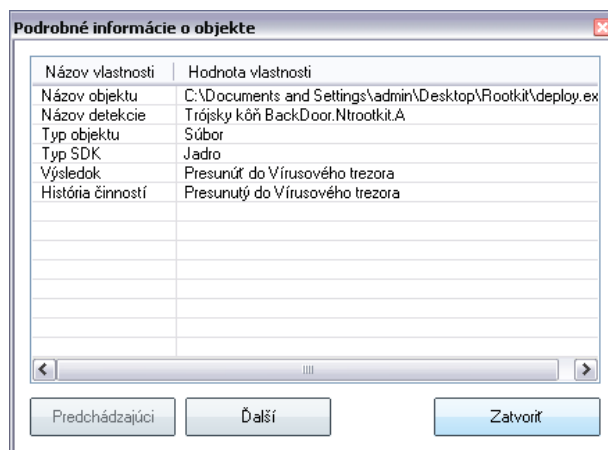 Podrobné informácie o objekte
Názov vlastnosti Hodnota vlastnosti
Názov objektu C:\Documents and Settings\admin\Desktop\Rootkit\deploy.ex
Názov detekcie Trójsky kôň BackDoor.Ntrootkit.A
Typ objektu Súbor
Typ SDK Jadro
Výsledok Presunúť do Vírusového trezora
História činností Presunutý do Vírusového trezora
Predchádzajúci Ďalší Zatvoriť